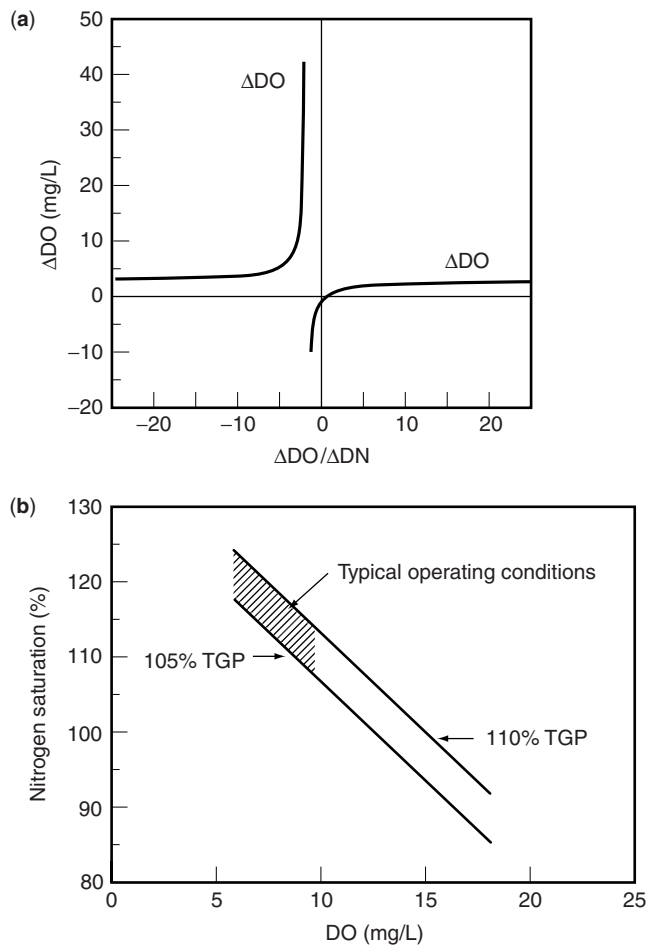 (a)
50
40
30
20
10
0
−10
−20
ΔDO (mg/L)
ΔDO
ΔDO
−20
−10
0
10
20
ΔDO/ΔDN
(b)
130
120
110
100
90
80
Nitrogen saturation (%)
Typical operating conditions
105% TGP
110% TGP
0
5
10
15
20
25
DO (mg/L)